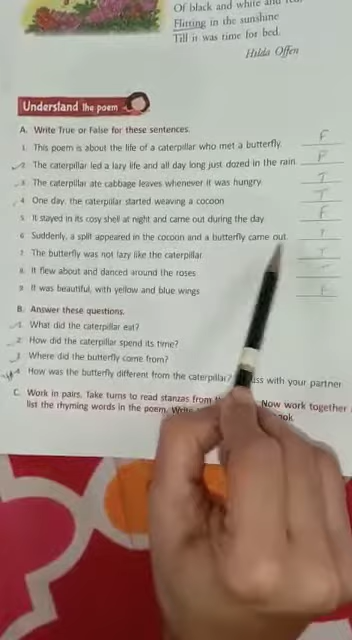 Of black and white and
Flitting in the sunshine
Till it was time for bed.
Hilda Offen
Understand the poem
A. Write True or False for these sentences.
1. This poem is about the life of a caterpillar who met a butterfly. F
2. The caterpillar led a lazy life and all day long just dozed in the rain. F
3. The caterpillar ate cabbage leaves whenever it was hungry. T
4. One day, the caterpillar started weaving a cocoon. T
5. It stayed in its cosy shell at night and came out during the day. F
6. Suddenly, a split appeared in the cocoon and a butterfly came out. T
7. The butterfly was not lazy like the caterpillar. T
8. It flew about and danced around the roses. T
9. It was beautiful, with yellow and blue wings. F
B. Answer these questions.
1. What did the caterpillar eat?
2. How did the caterpillar spend its time?
3. Where did the butterfly come from?
4. How was the butterfly different from the caterpillar? with your partner
C. Work in pairs. Take turns to read stanzas from Now work together
list the rhyming words in the poem. Write